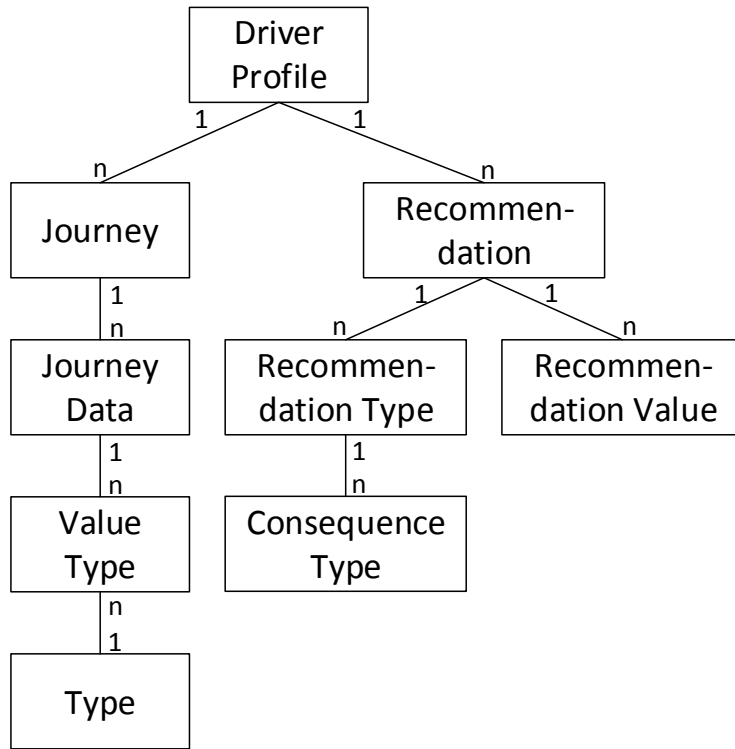 Driver
Profile
1 1
n n
Journey
Recommen-
dation
1
1 1
n
n n
Journey
Data
Recommen-
dation Type
Recommen-
dation Value
1 1
n n
Value
Type
Consequence
Type
n
1
Type